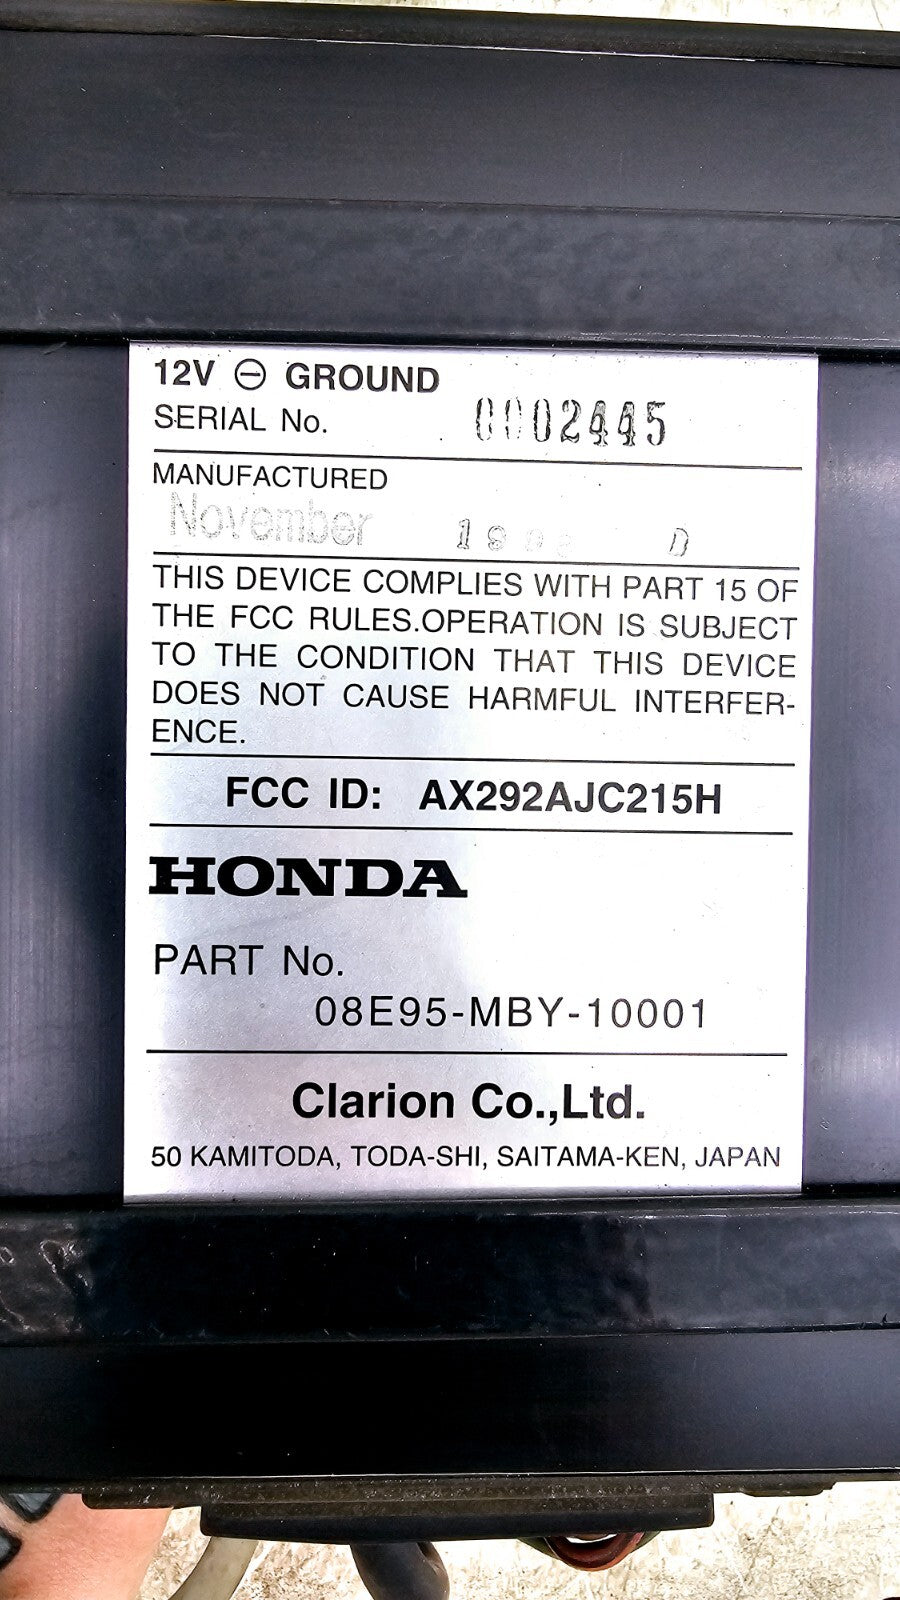 12V ⊖ GROUND
SERIAL No. 0002445
MANUFACTURED
November D
THIS DEVICE COMPLIES WITH PART 15 OF
THE FCC RULES.OPERATION IS SUBJECT
TO THE CONDITION THAT THIS DEVICE
DOES NOT CAUSE HARMFUL INTERFER-
ENCE.
FCC ID: AX292AJC215H
HONDA
PART No.
08E95-MBY-10001
Clarion Co.,Ltd.
50 KAMITODA, TODA-SHI, SAITAMA-KEN, JAPAN